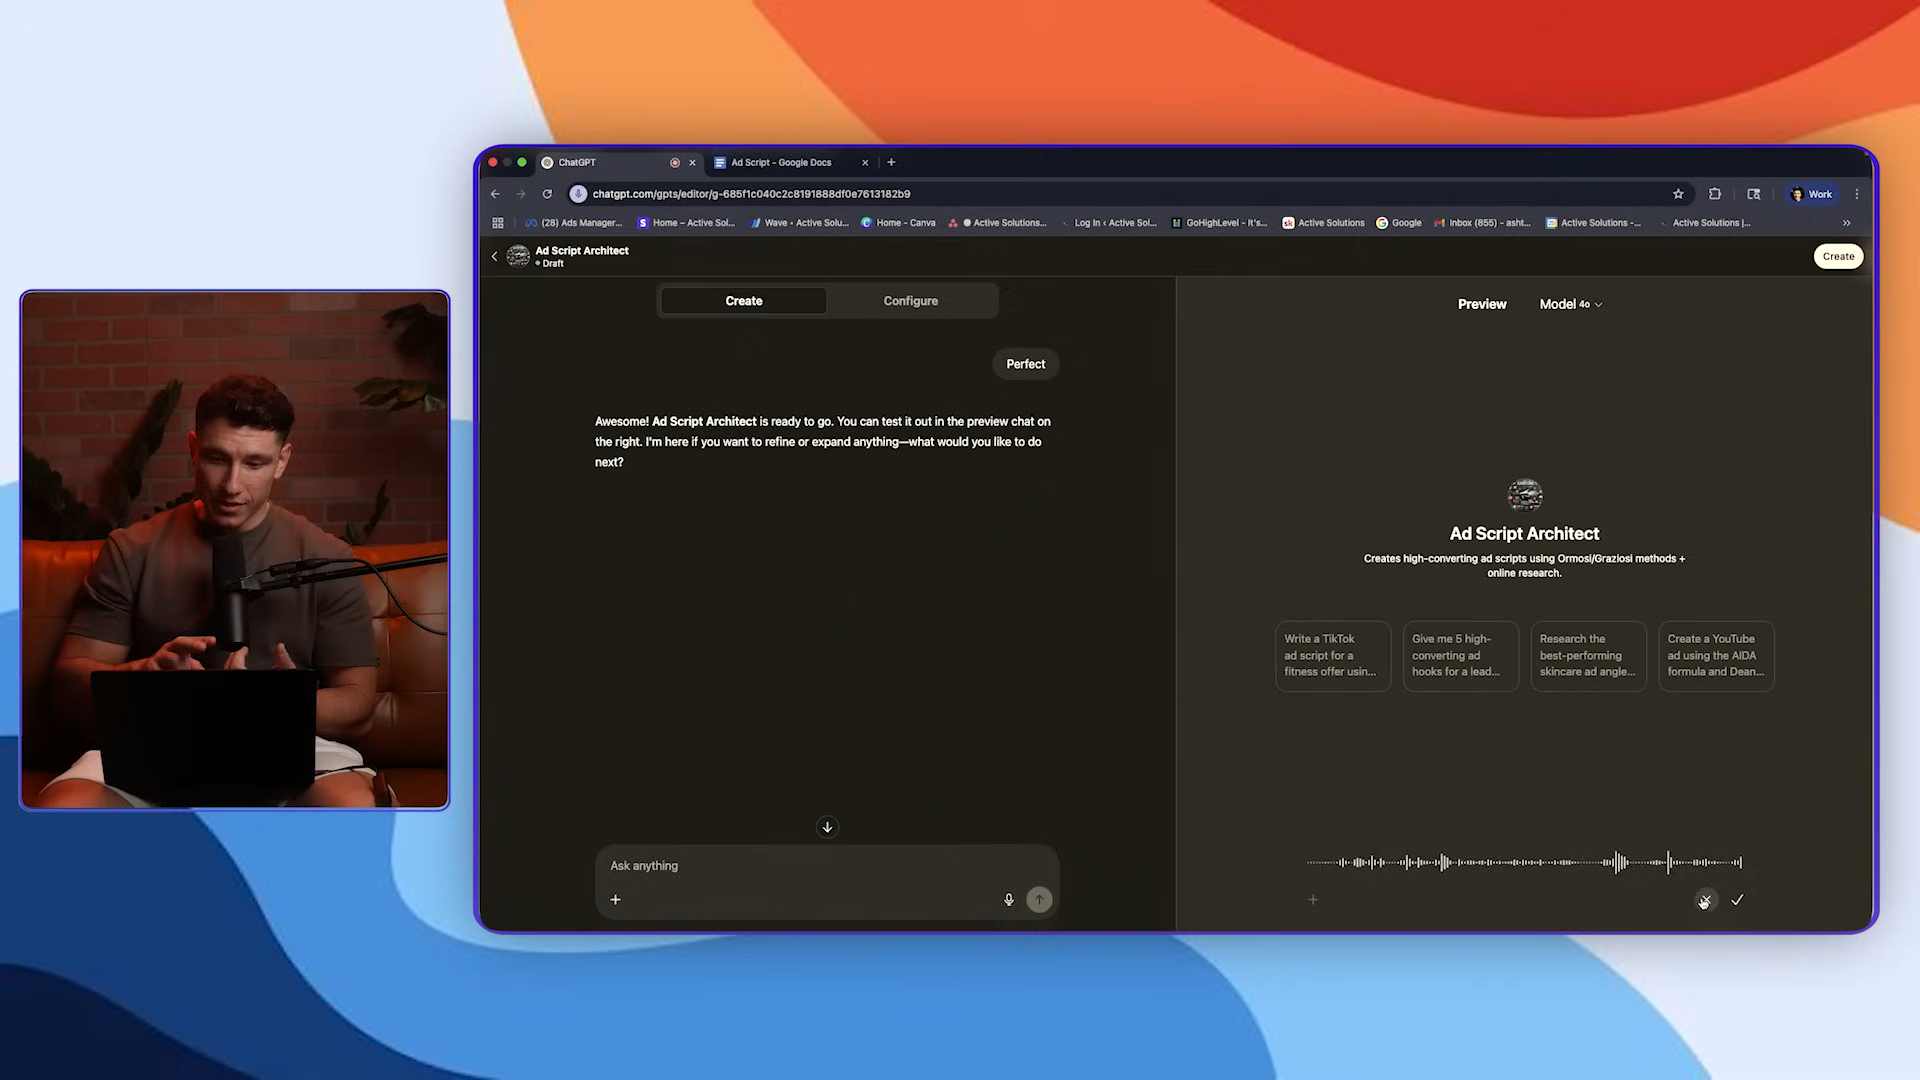 ChatGPT
Ad Script - Google Docs
chatgpt.com/gpts/editor/g-685f1c040c2c8191888df0e7613182b9
Work
(28) Ads Manager...
Home – Active Sol...
Wave • Active Solu...
Home - Canva
Active Solutions...
Log In ‹ Active Sol...
GoHighLevel - It's...
Active Solutions
Google
Inbox (855) - asht...
Active Solutions -...
Active Solutions |...
Ad Script Architect
Draft
Create
Create
Configure
Preview
Model 4o
Perfect
Awesome! Ad Script Architect is ready to go. You can test it out in the preview chat on
the right. I'm here if you want to refine or expand anything—what would you like to do
next?
Ad Script Architect
Creates high-converting ad scripts using Ormosi/Graziosi methods +
online research.
Write a TikTok
ad script for a
fitness offer usin...
Give me 5 high-
converting ad
hooks for a lead...
Research the
best-performing
skincare ad angle...
Create a YouTube
ad using the AIDA
formula and Dean...
Ask anything